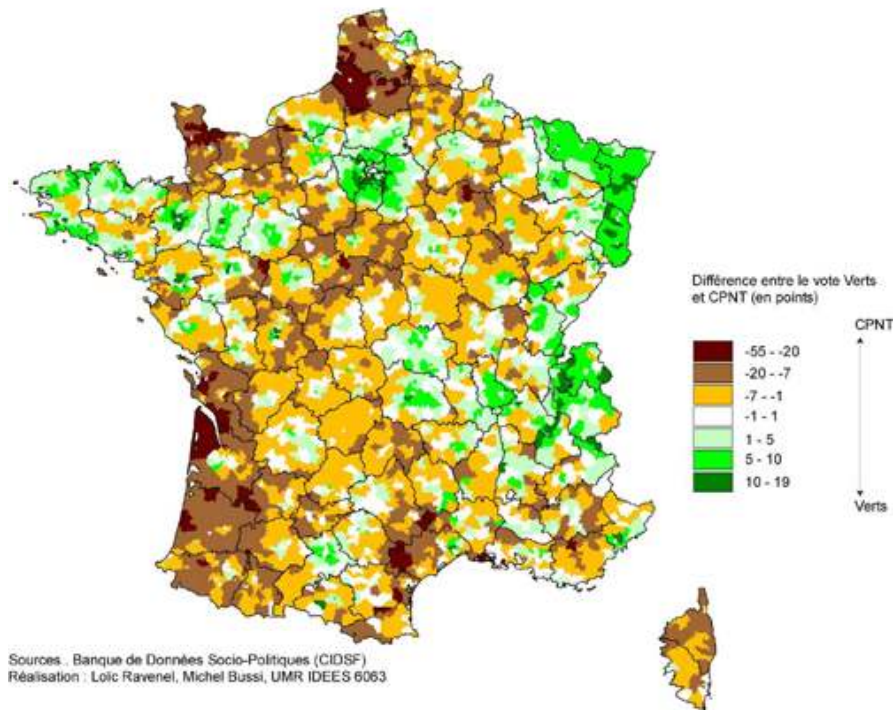 Différence entre le vote Verts
et CPNT (en points)
CPNT
-55 - -20
-20 - -7
-7 - -1
-1 - 1
1 - 5
5 - 10
10 - 19
Verts
Sources . Banque de Données Socio-Politiques (CIDSF)
Réalisation : Loïc Ravenel, Michel Bussi, UMR IDEES 6063